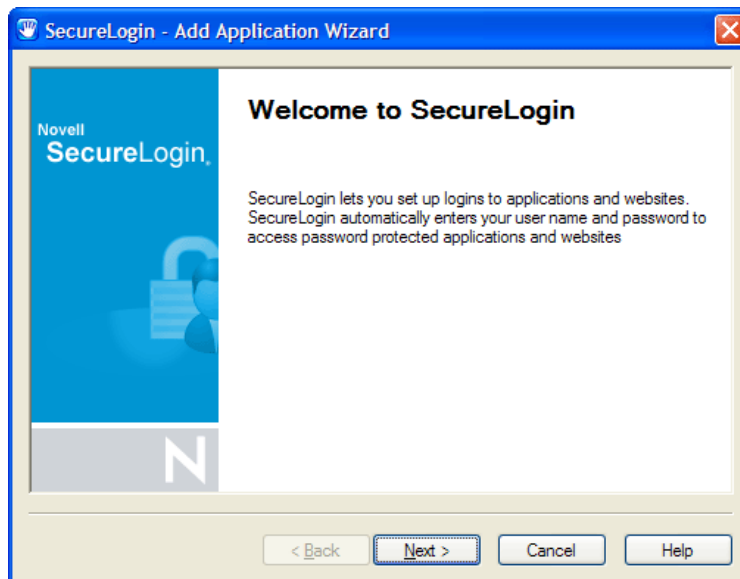 SecureLogin - Add Application Wizard
Welcome to SecureLogin
Novell
SecureLogin.
SecureLogin lets you set up logins to applications and websites.
SecureLogin automatically enters your user name and password to
access password protected applications and websites
N
< Back
Next >
Cancel
Help